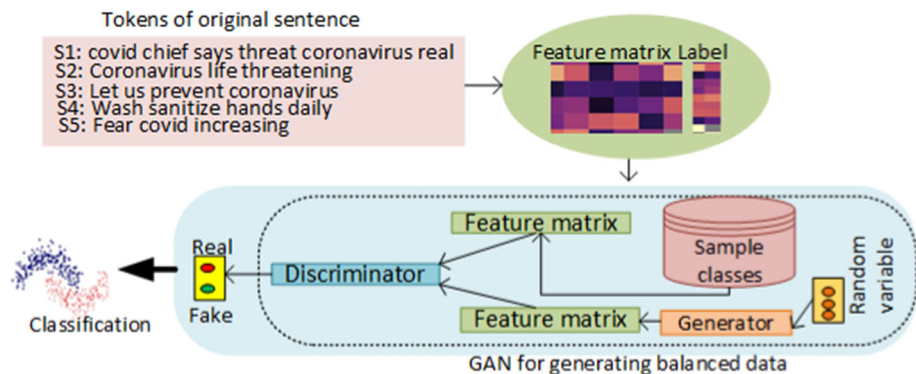 Tokens of original sentence
S1: covid chief says threat coronavirus real
S2: Coronavirus life threatening
S3: Let us prevent coronavirus
S4: Wash sanitize hands daily
S5: Fear covid increasing
Feature matrix Label
Feature matrix
Sample
classes
Real
Discriminator
Fake
Feature matrix
Generator
Random
variable
Classification
GAN for generating balanced data